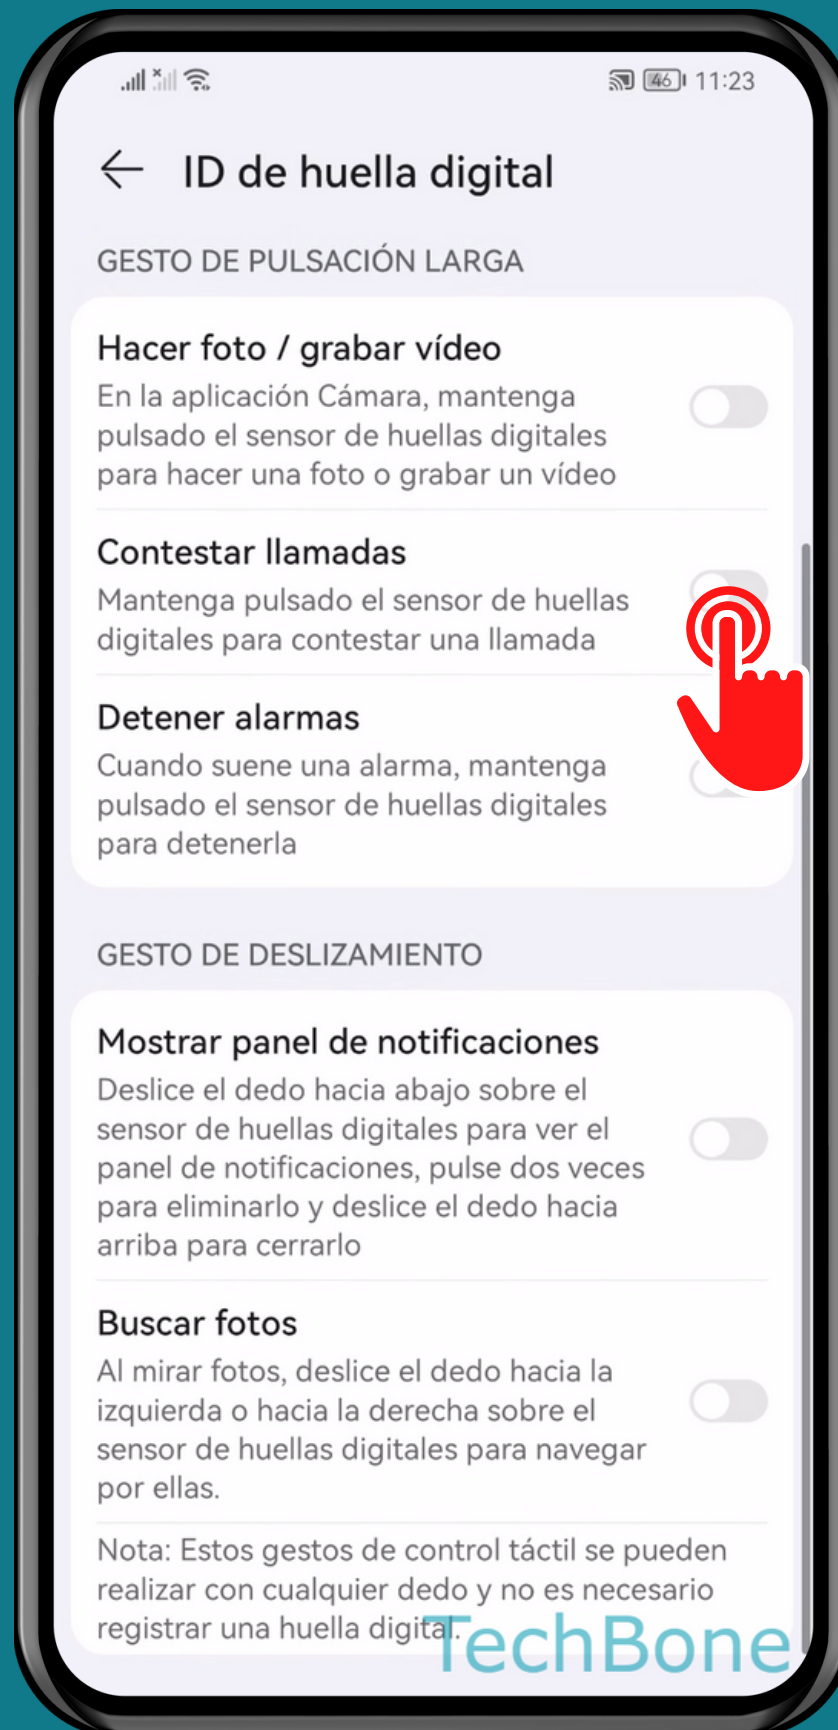 46 11:23
ID de huella digital
GESTO DE PULSACIÓN LARGA
Hacer foto / grabar vídeo
En la aplicación Cámara, mantenga
pulsado el sensor de huellas digitales
para hacer una foto o grabar un vídeo
Contestar llamadas
Mantenga pulsado el sensor de huellas
digitales para contestar una llamada
Detener alarmas
Cuando suene una alarma, mantenga
pulsado el sensor de huellas digitales
para detenerla
GESTO DE DESLIZAMIENTO
Mostrar panel de notificaciones
Deslice el dedo hacia abajo sobre el
sensor de huellas digitales para ver el
panel de notificaciones, pulse dos veces
para eliminarlo y deslice el dedo hacia
arriba para cerrarlo
Buscar fotos
Al mirar fotos, deslice el dedo hacia la
izquierda o hacia la derecha sobre el
sensor de huellas digitales para navegar
por ellas.
Nota: Estos gestos de control táctil se pueden
realizar con cualquier dedo y no es necesario
registrar una huella digital.
TechBone